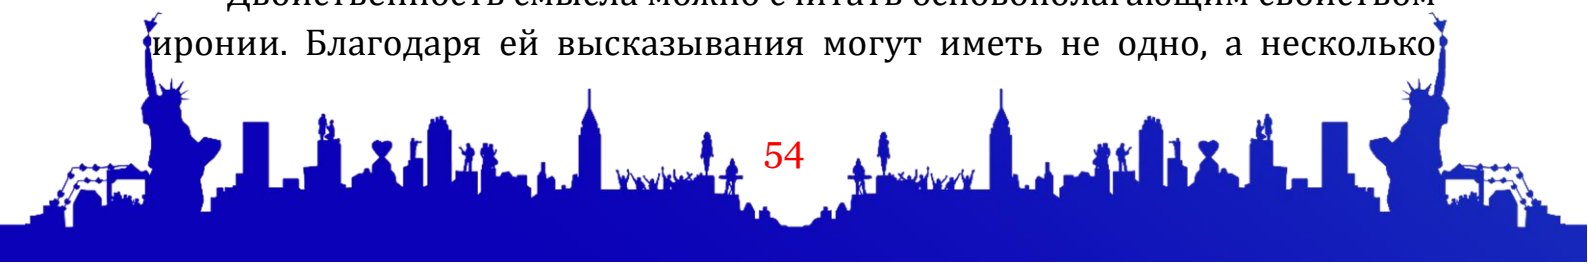 Двойственность смысла можно считать основополагающим свойством
иронии. Благодаря ей высказывания могут иметь не одно, а несколько
54